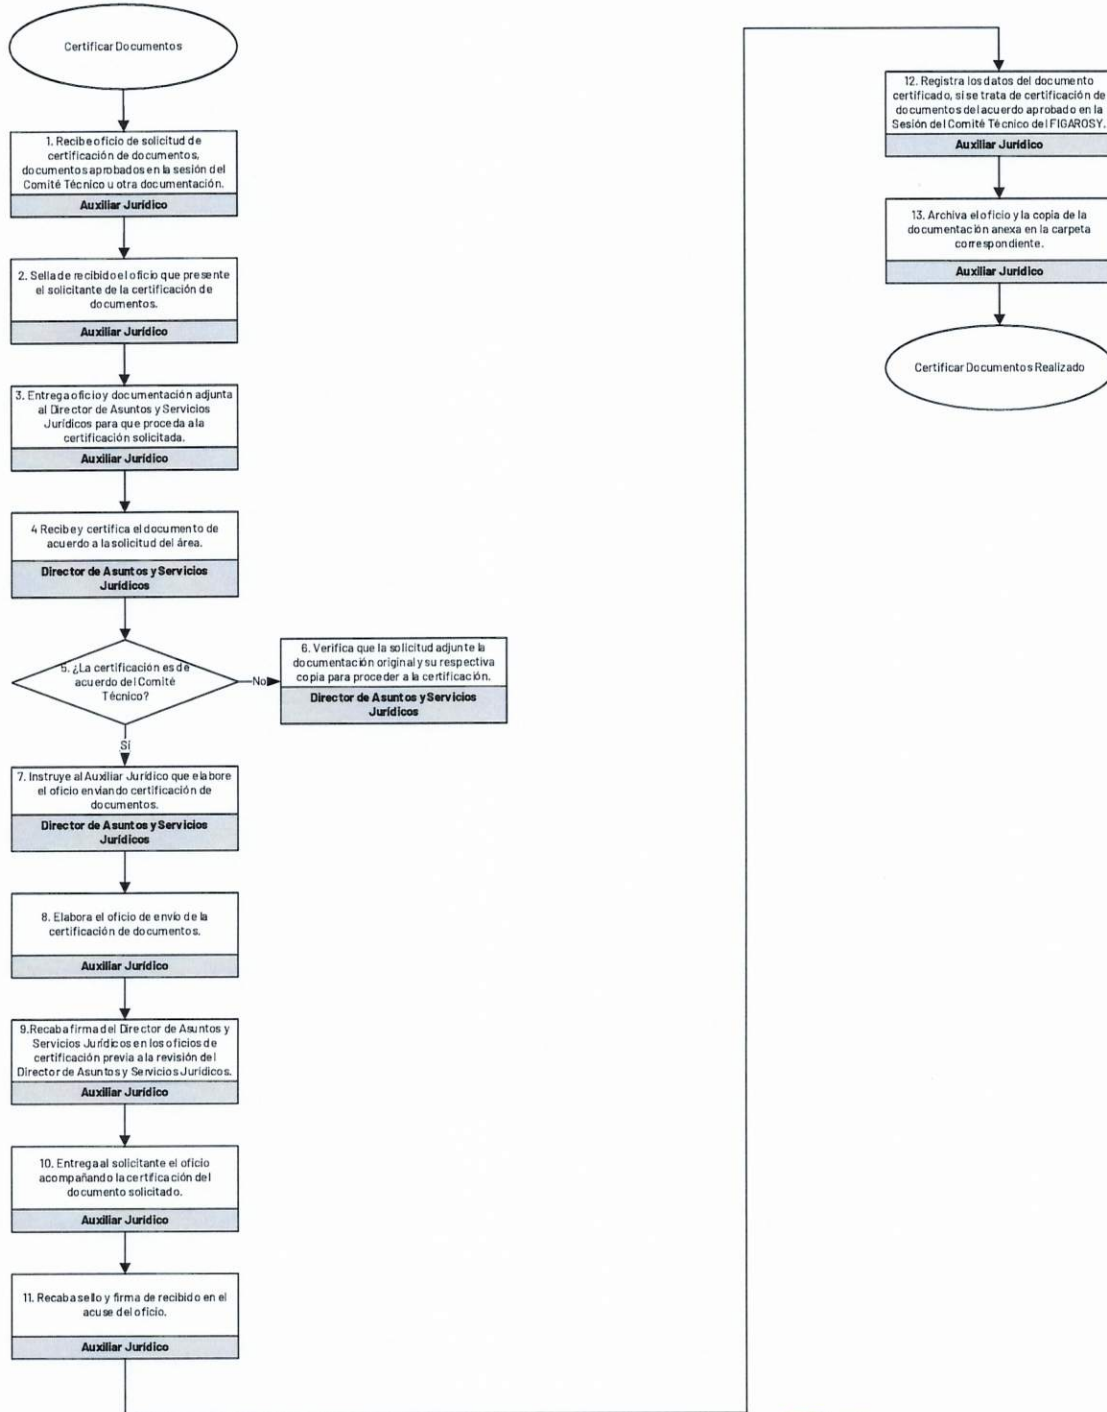 Certificar Documentos
1. Recibe oficio de solicitud de
certificación de documentos,
documentos aprobados en la sesión del
Comité Técnico u otra documentación.
Auxiliar Jurídico
2. Sella de recibido el oficio que presente
el solicitante de la certificación de
documentos.
Auxiliar Jurídico
3. Entrega oficio y documentación adjunta
al Director de Asuntos y Servicios
Jurídicos para que proceda a la
certificación solicitada.
Auxiliar Jurídico
4 Recibe y certifica el documento de
acuerdo a la solicitud del área.
Director de Asuntos y Servicios
Jurídicos
5. ¿La certificación es de
acuerdo del Comité
Técnico?
No
6. Verifica que la solicitud adjunte la
documentación original y su respectiva
copia para proceder a la certificación.
Director de Asuntos y Servicios
Jurídicos
Sí
7. Instruye al Auxiliar Jurídico que elabore
el oficio enviando certificación de
documentos.
Director de Asuntos y Servicios
Jurídicos
8. Elabora el oficio de envío de la
certificación de documentos.
Auxiliar Jurídico
9.Recaba firma del Director de Asuntos y
Servicios Jurídicos en los oficios de
certificación previa a la revisión del
Director de Asuntos y Servicios Jurídicos.
Auxiliar Jurídico
10. Entrega al solicitante el oficio
acompañando la certificación del
documento solicitado.
Auxiliar Jurídico
11. Recaba sello y firma de recibido en el
acuse del oficio.
Auxiliar Jurídico
12. Registra los datos del documento
certificado, si se trata de certificación de
documentos del acuerdo aprobado en la
Sesión del Comité Técnico del FIGAROSY.
Auxiliar Jurídico
13. Archiva el oficio y la copia de la
documentación anexa en la carpeta
correspondiente.
Auxiliar Jurídico
Certificar Documentos Realizado